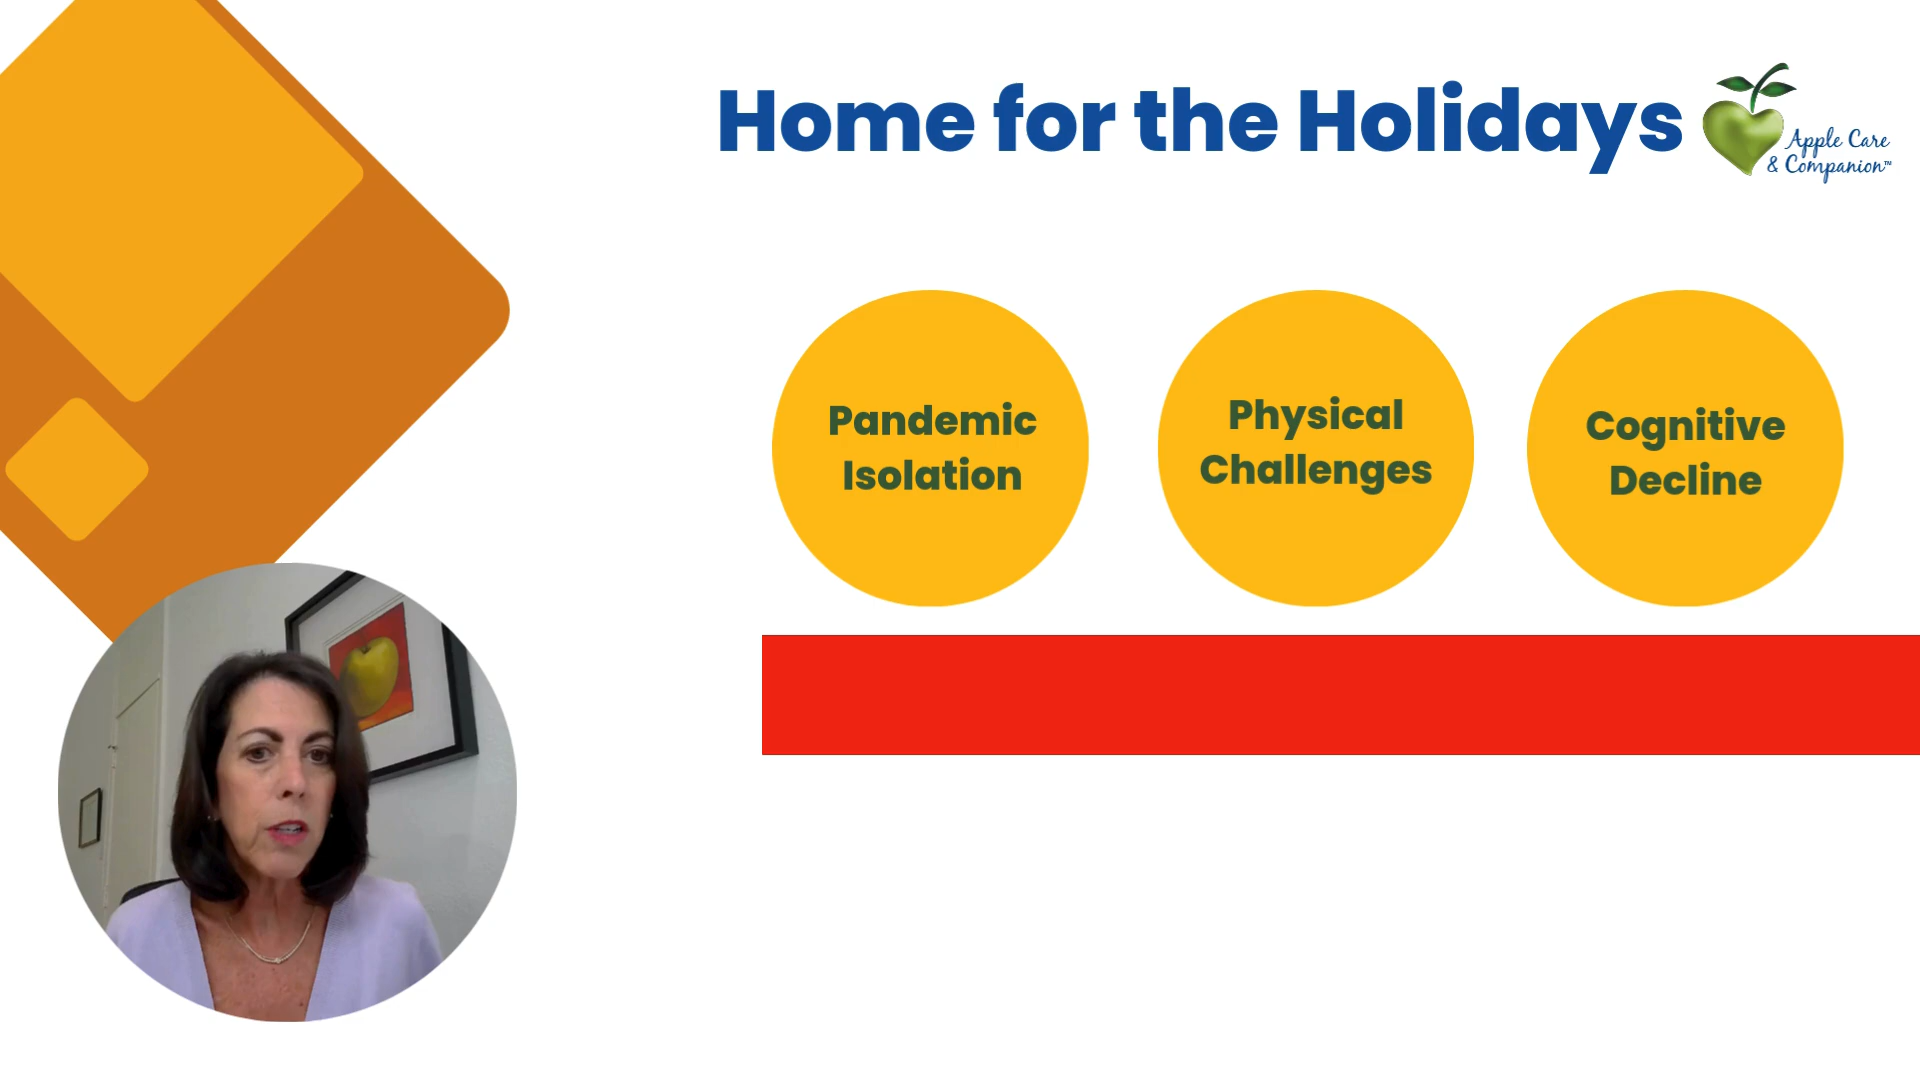 Home for the Holidays
Apple Care
& Companion™
Pandemic
Isolation
Physical
Challenges
Cognitive
Decline